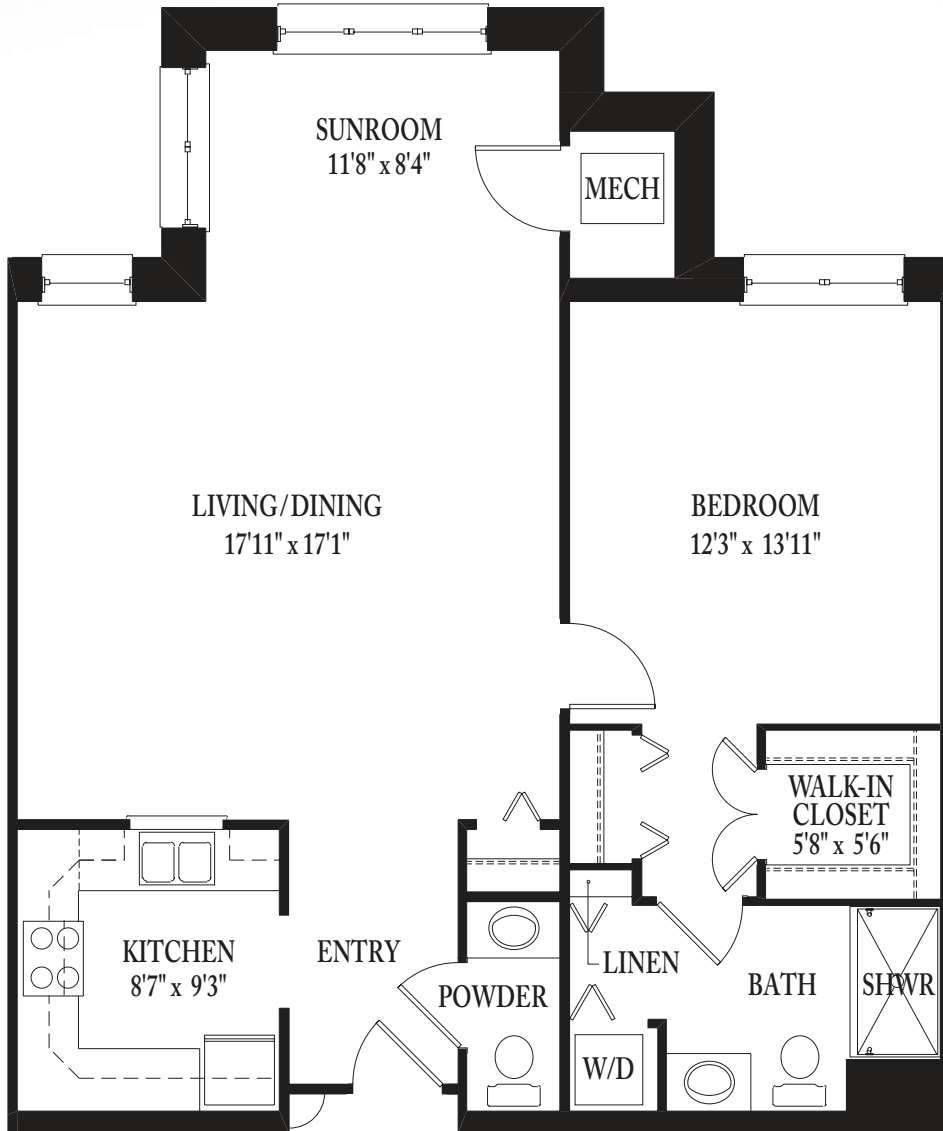 SUNROOM
11'8" x 8'4"
MECH
LIVING/DINING
17'11" x 17'1"
BEDROOM
12'3" x 13'11"
WALK-IN
CLOSET
5'8" x 5'6"
KITCHEN
8'7" x 9'3"
ENTRY
POWDER
LINEN
BATH
SHWR
W/D